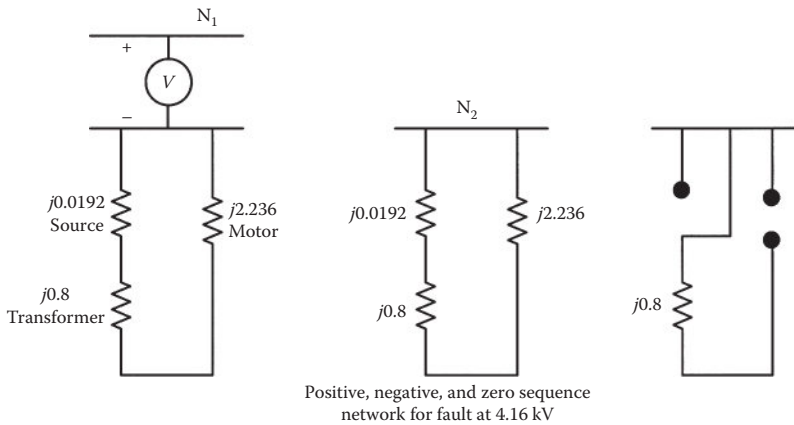 N1
+
V
−
j0.0192
Source
j2.236
Motor
j0.8
Transformer
N2
j0.0192
j2.236
j0.8
j0.8
Positive, negative, and zero sequence
network for fault at 4.16 kV